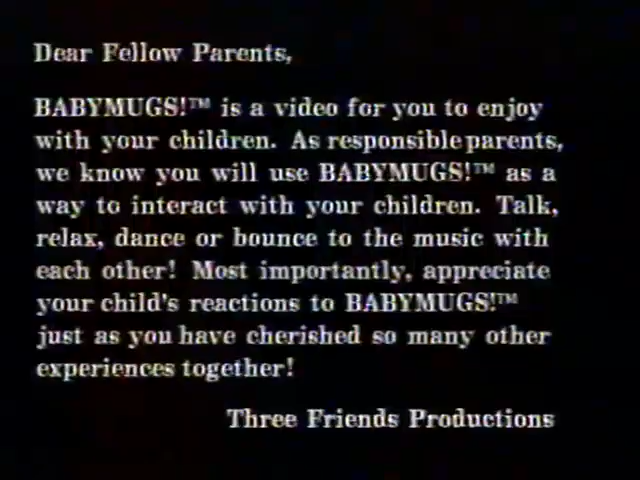 Dear Fellow Parents,
BABYMUGS!™ is a video for you to enjoy
with your children. As responsible parents,
we know you will use BABYMUGS!™ as a
way to interact with your children. Talk,
relax, dance or bounce to the music with
each other! Most importantly, appreciate
your child's reactions to BABYMUGS!™
just as you have cherished so many other
experiences together!
Three Friends Productions